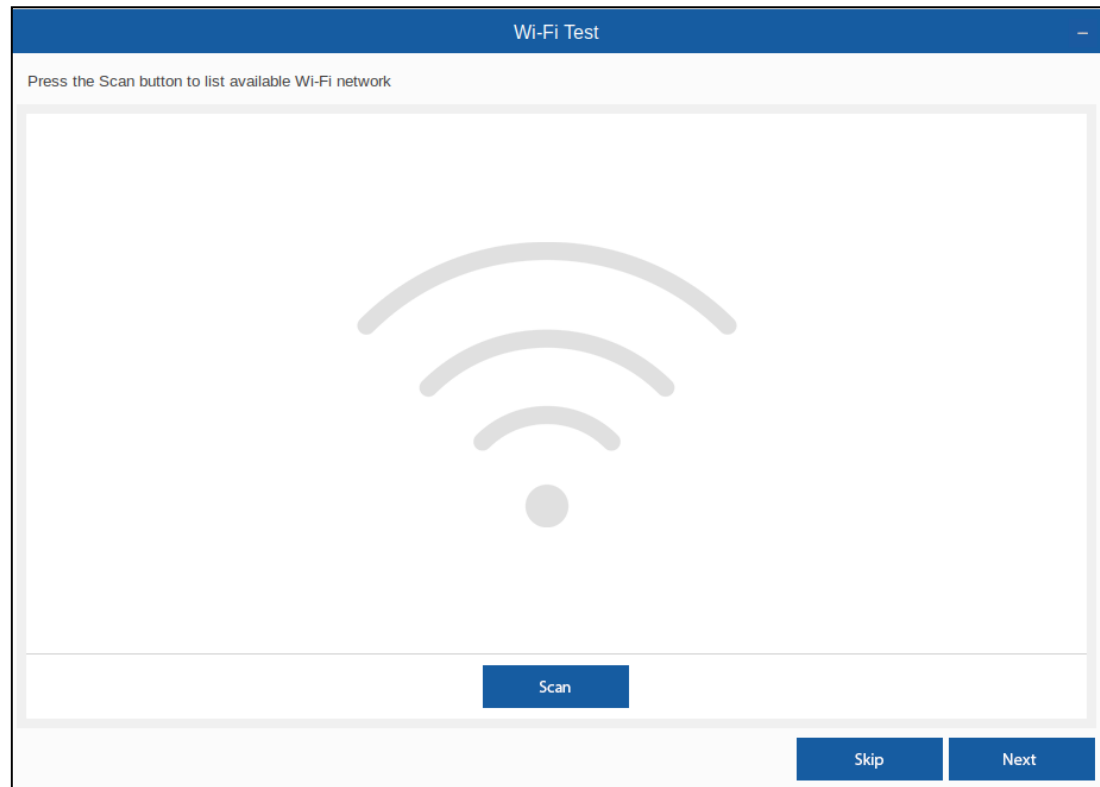 Wi-Fi Test
Press the Scan button to list available Wi-Fi network
Scan
Skip Next